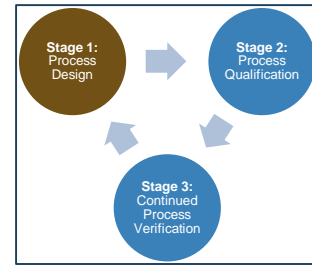 Stage 1:
Process
Design
Stage 2:
Process
Qualification
Stage 3:
Continued
Process
Verification